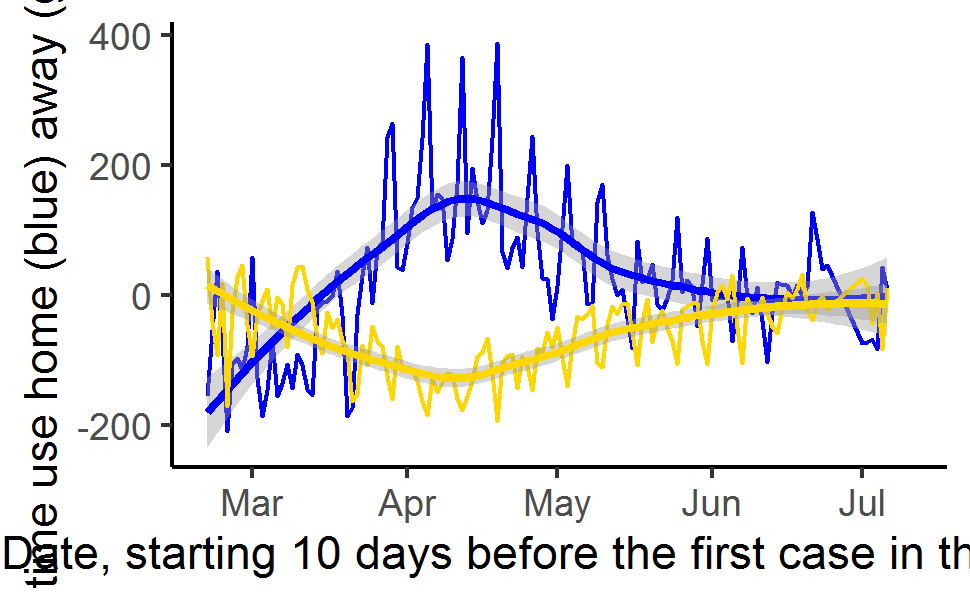 time use home (blue) away (
400
200
0
-200
Mar Apr May Jun Jul
Date, starting 10 days before the first case in th